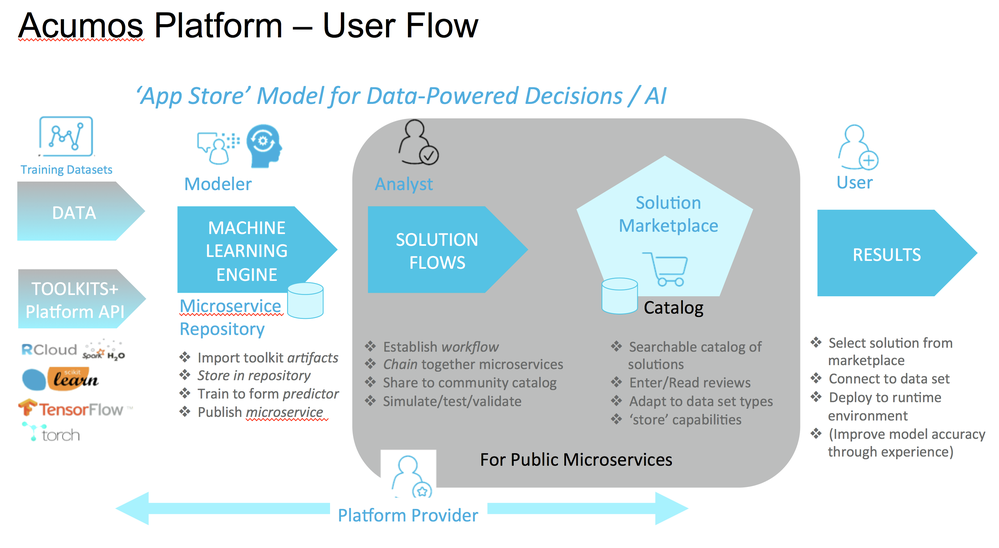 Acumos Platform – User Flow
‘App Store’ Model for Data-Powered Decisions / AI
Training Datasets
DATA
TOOLKITS+
Platform API
RCloud
Spark
H2O
scikit
learn
TensorFlow™
torch
Modeler
MACHINE
LEARNING
ENGINE
Microservice
Repository
❖ Import toolkit artifacts
❖ Store in repository
❖ Train to form predictor
❖ Publish microservice
Analyst
SOLUTION
FLOWS
❖ Establish workflow
❖ Chain together microservices
❖ Share to community catalog
❖ Simulate/test/validate
Solution
Marketplace
Catalog
❖ Searchable catalog of
solutions
❖ Enter/Read reviews
❖ Adapt to data set types
❖ ‘store’ capabilities
For Public Microservices
User
RESULTS
❖ Select solution from
marketplace
❖ Connect to data set
❖ Deploy to runtime
environment
❖ (Improve model accuracy
through experience)
Platform Provider